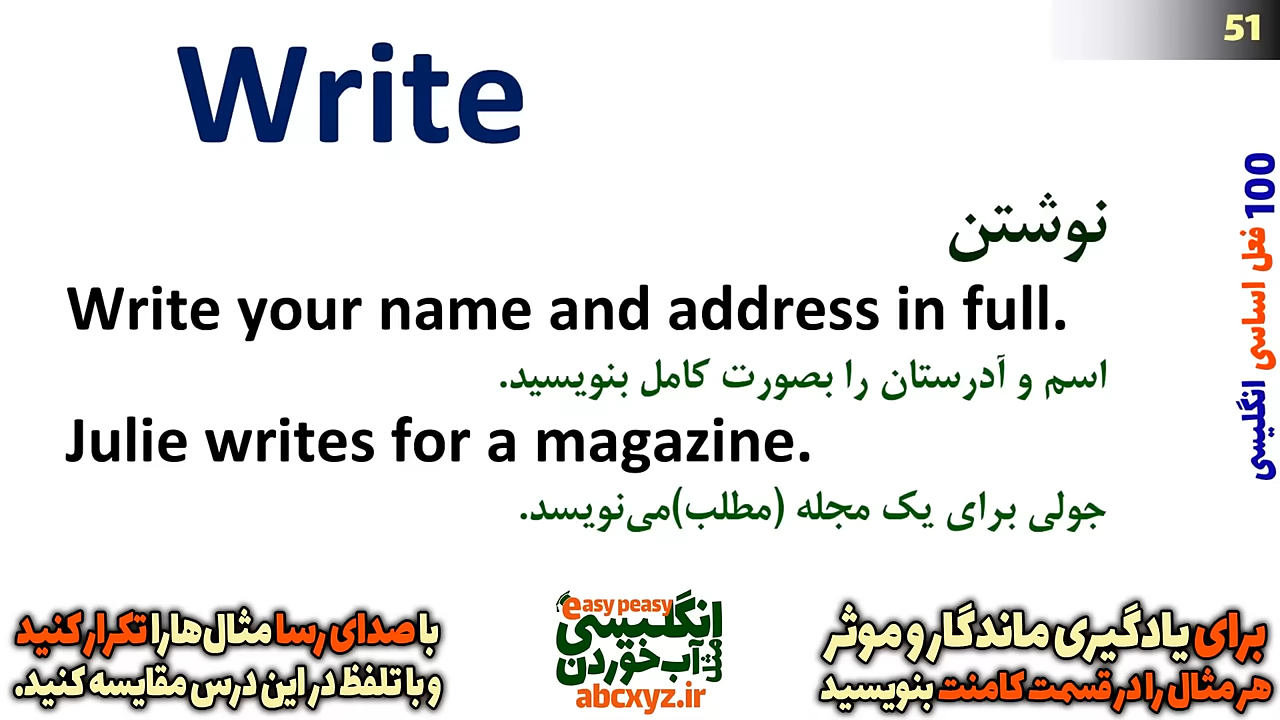 51
Write
نوشتن
Write your name and address in full.
اسم و آدرستان را بصورت کامل بنویسید.
Julie writes for a magazine.
جولی برای یک مجله (مطلب)می‌نویسد.
100 فعل اساسی انگلیسی
برای یادگیری ماندگار و موثر
هر مثال را در قسمت کامنت بنویسید
easy peasy
انگلیسی
مثل آب خوردن
abcxyz.ir
با صدای رسا مثال‌ها را تکرار کنید
و با تلفظ در این درس مقایسه کنید.